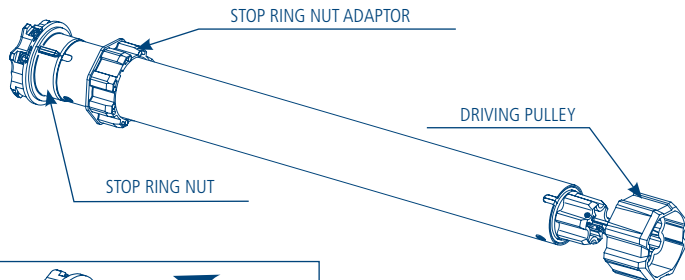 STOP RING NUT ADAPTOR
DRIVING PULLEY
STOP RING NUT